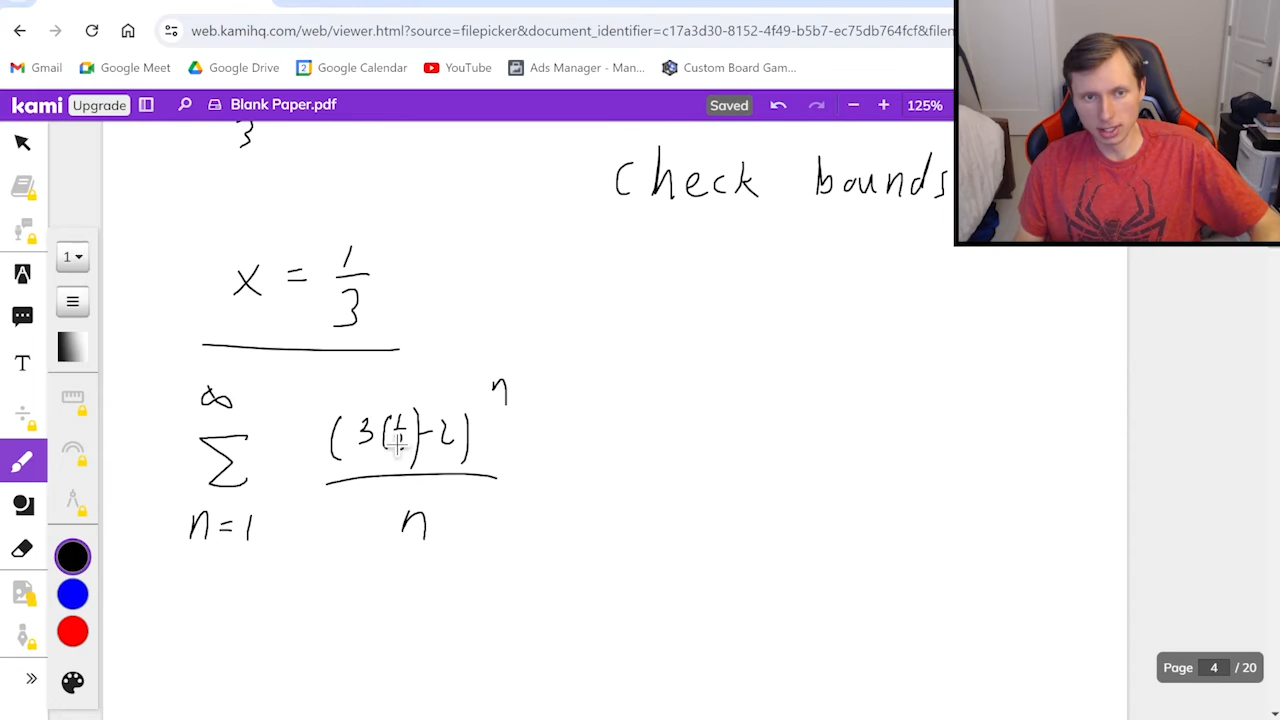 web.kamihq.com/web/viewer.html?source=filepicker&document_identifier=c17a3d30-8152-4f49-b5b7-ec75db764fcf&filen
Gmail Google Meet Google Drive Google Calendar YouTube Ads Manager - Man... Custom Board Gam...
kami Upgrade Blank Paper.pdf Saved 125%
3
Check bounds
x = 1/3
∞
Σ (3(1/3)-2)^n / n
n=1
1
T
Page 4 / 20